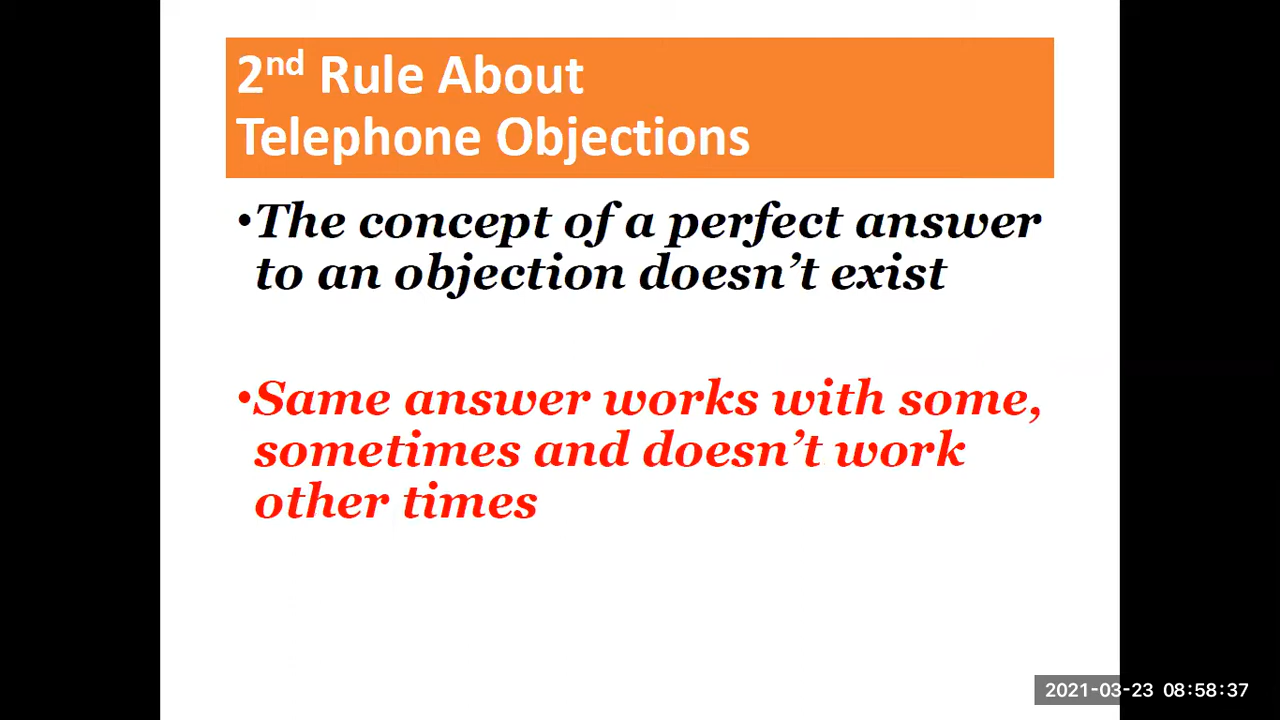 2nd Rule About
Telephone Objections
•The concept of a perfect answer
to an objection doesn’t exist
•Same answer works with some,
sometimes and doesn’t work
other times
2021-03-23 08:58:37